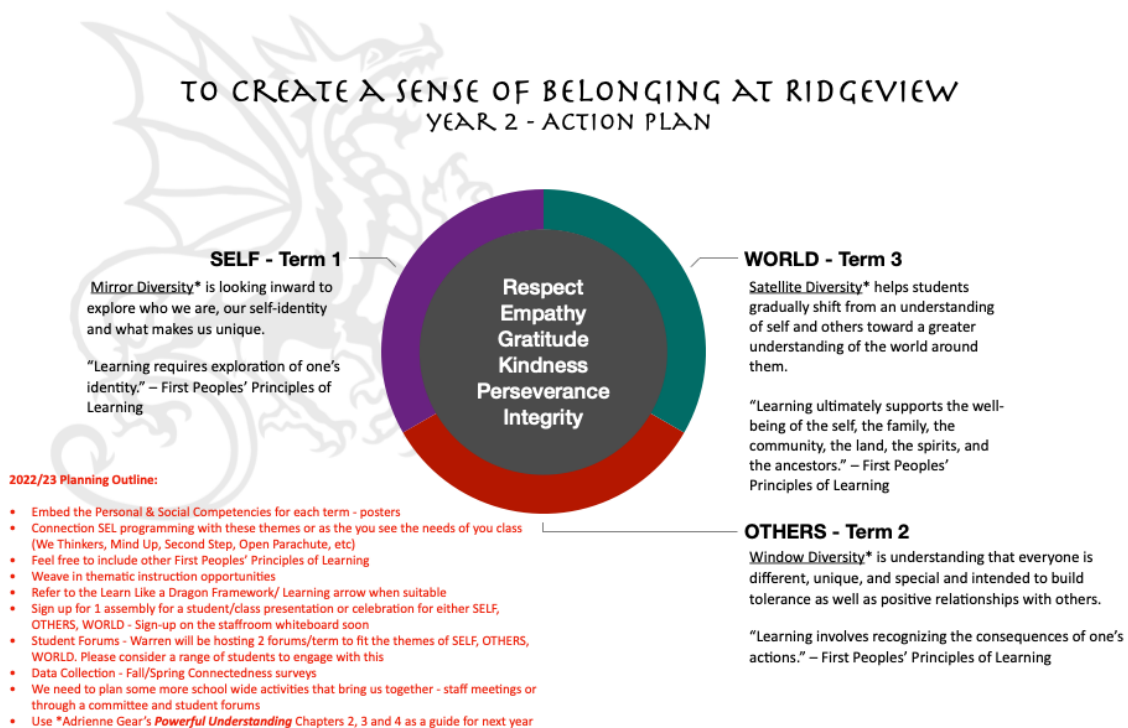 TO CREATE A SENSE OF BELONGING AT RIDGEVIEW
YEAR 2 - ACTION PLAN
SELF - Term 1
Mirror Diversity* is looking inward to
explore who we are, our self-identity
and what makes us unique.
“Learning requires exploration of one’s
identity.” – First Peoples’ Principles of
Learning
Respect
Empathy
Gratitude
Kindness
Perseverance
Integrity
WORLD - Term 3
Satellite Diversity* helps students
gradually shift from an understanding
of self and others toward a greater
understanding of the world around
them.
“Learning ultimately supports the well-
being of the self, the family, the
community, the land, the spirits, and
the ancestors.” – First Peoples’
Principles of Learning
OTHERS - Term 2
Window Diversity* is understanding that everyone is
different, unique, and special and intended to build
tolerance as well as positive relationships with others.
“Learning involves recognizing the consequences of one’s
actions.” – First Peoples’ Principles of Learning
2022/23 Planning Outline:
• Embed the Personal & Social Competencies for each term - posters
• Connection SEL programming with these themes or as the you see the needs of you class
(We Thinkers, Mind Up, Second Step, Open Parachute, etc)
• Feel free to include other First Peoples’ Principles of Learning
• Weave in thematic instruction opportunities
• Refer to the Learn Like a Dragon Framework/ Learning arrow when suitable
• Sign up for 1 assembly for a student/class presentation or celebration for either SELF,
OTHERS, WORLD - Sign-up on the staffroom whiteboard soon
• Student Forums - Warren will be hosting 2 forums/term to fit the themes of SELF, OTHERS,
WORLD. Please consider a range of students to engage with this
• Data Collection - Fall/Spring Connectedness surveys
• We need to plan some more school wide activities that bring us together - staff meetings or
through a committee and student forums
• Use *Adrienne Gear’s Powerful Understanding Chapters 2, 3 and 4 as a guide for next year